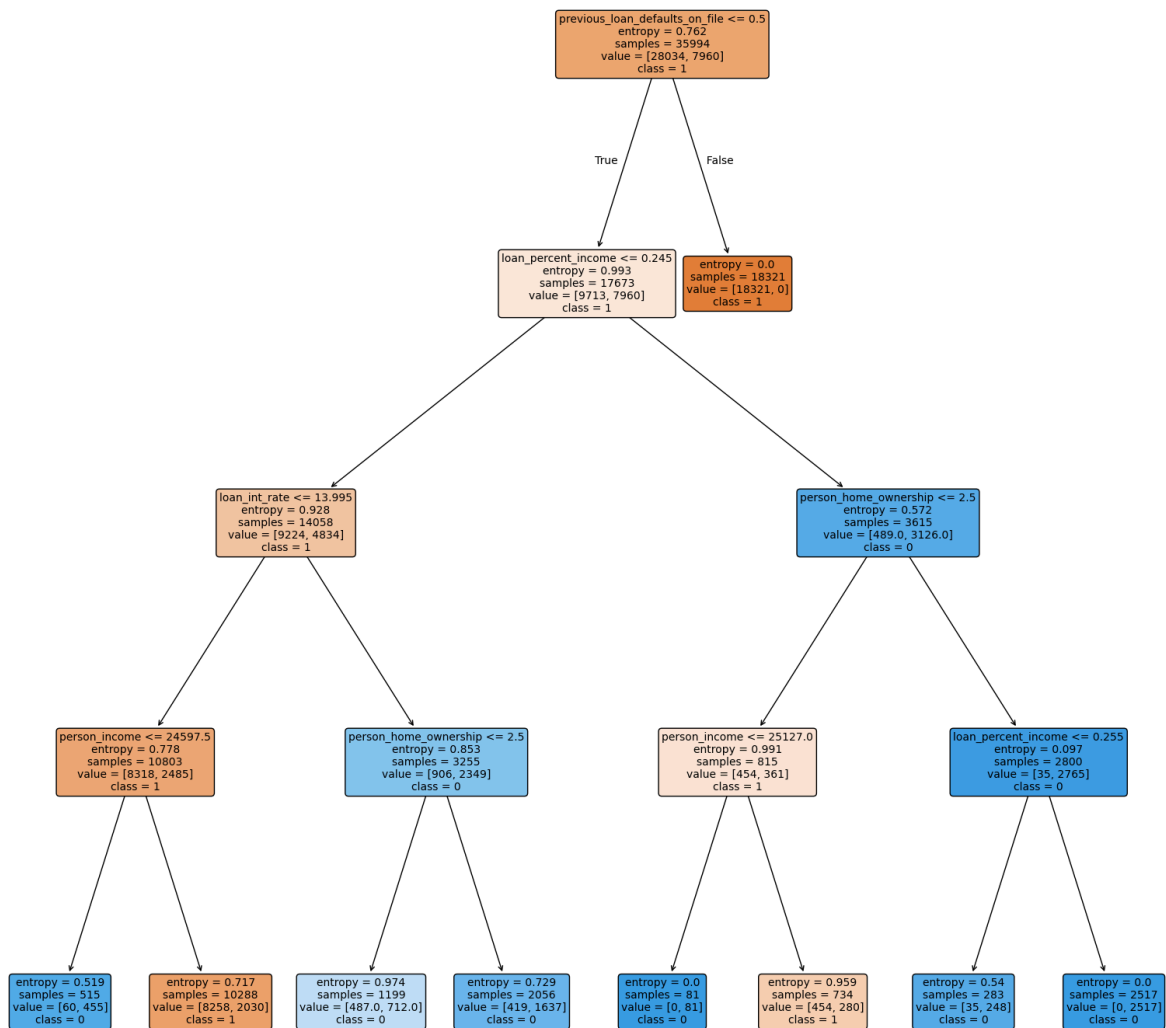 previous_loan_defaults_on_file <= 0.5
entropy = 0.762
samples = 35994
value = [28034, 7960]
class = 1
True
False
loan_percent_income <= 0.245
entropy = 0.993
samples = 17673
value = [9713, 7960]
class = 1
entropy = 0.0
samples = 18321
value = [18321, 0]
class = 1
loan_int_rate <= 13.995
entropy = 0.928
samples = 14058
value = [9224, 4834]
class = 1
person_home_ownership <= 2.5
entropy = 0.572
samples = 3615
value = [489.0, 3126.0]
class = 0
person_income <= 24597.5
entropy = 0.778
samples = 10803
value = [8318, 2485]
class = 1
person_home_ownership <= 2.5
entropy = 0.853
samples = 3255
value = [906, 2349]
class = 0
person_income <= 25127.0
entropy = 0.991
samples = 815
value = [454, 361]
class = 1
loan_percent_income <= 0.255
entropy = 0.097
samples = 2800
value = [35, 2765]
class = 0
entropy = 0.519
samples = 515
value = [60, 455]
class = 0
entropy = 0.717
samples = 10288
value = [8258, 2030]
class = 1
entropy = 0.974
samples = 1199
value = [487.0, 712.0]
class = 0
entropy = 0.729
samples = 2056
value = [419, 1637]
class = 0
entropy = 0.0
samples = 81
value = [0, 81]
class = 0
entropy = 0.959
samples = 734
value = [454, 280]
class = 1
entropy = 0.54
samples = 283
value = [35, 248]
class = 0
entropy = 0.0
samples = 2517
value = [0, 2517]
class = 0